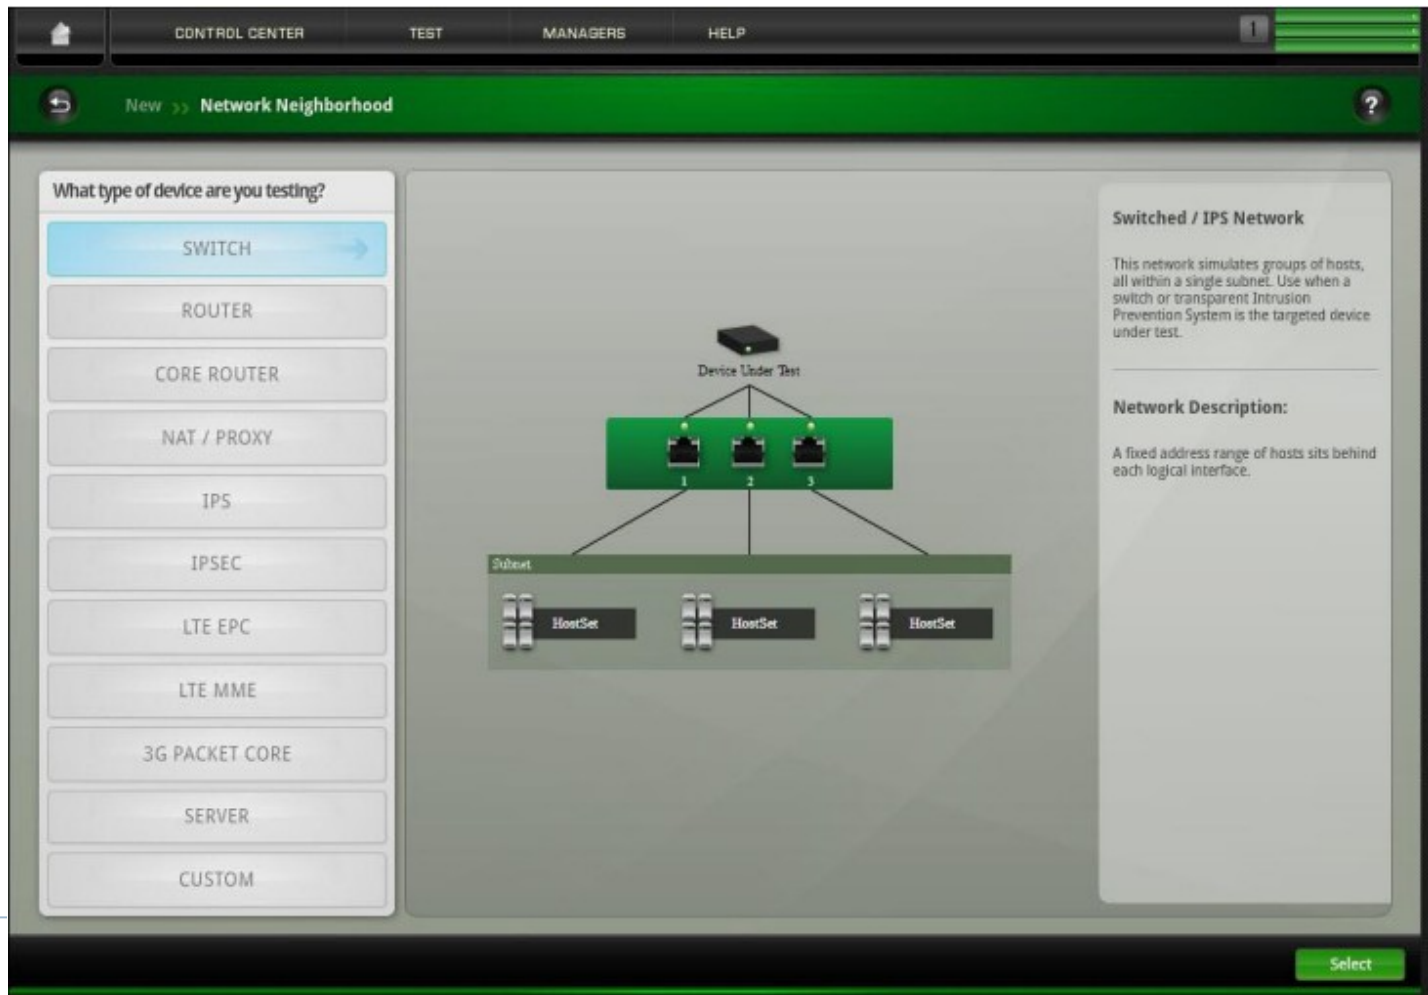 CONTROL CENTER TEST MANAGERS HELP 1
New >> Network Neighborhood ?
What type of device are you testing?
SWITCH
ROUTER
CORE ROUTER
NAT / PROXY
IPS
IPSEC
LTE EPC
LTE MME
3G PACKET CORE
SERVER
CUSTOM
Device Under Test
1 2 3
Subnet
HostSet HostSet HostSet
Switched / IPS Network
This network simulates groups of hosts,
all within a single subnet. Use when a
switch or transparent Intrusion
Prevention System is the targeted device
under test.
Network Description:
A fixed address range of hosts sits behind
each logical interface.
Select